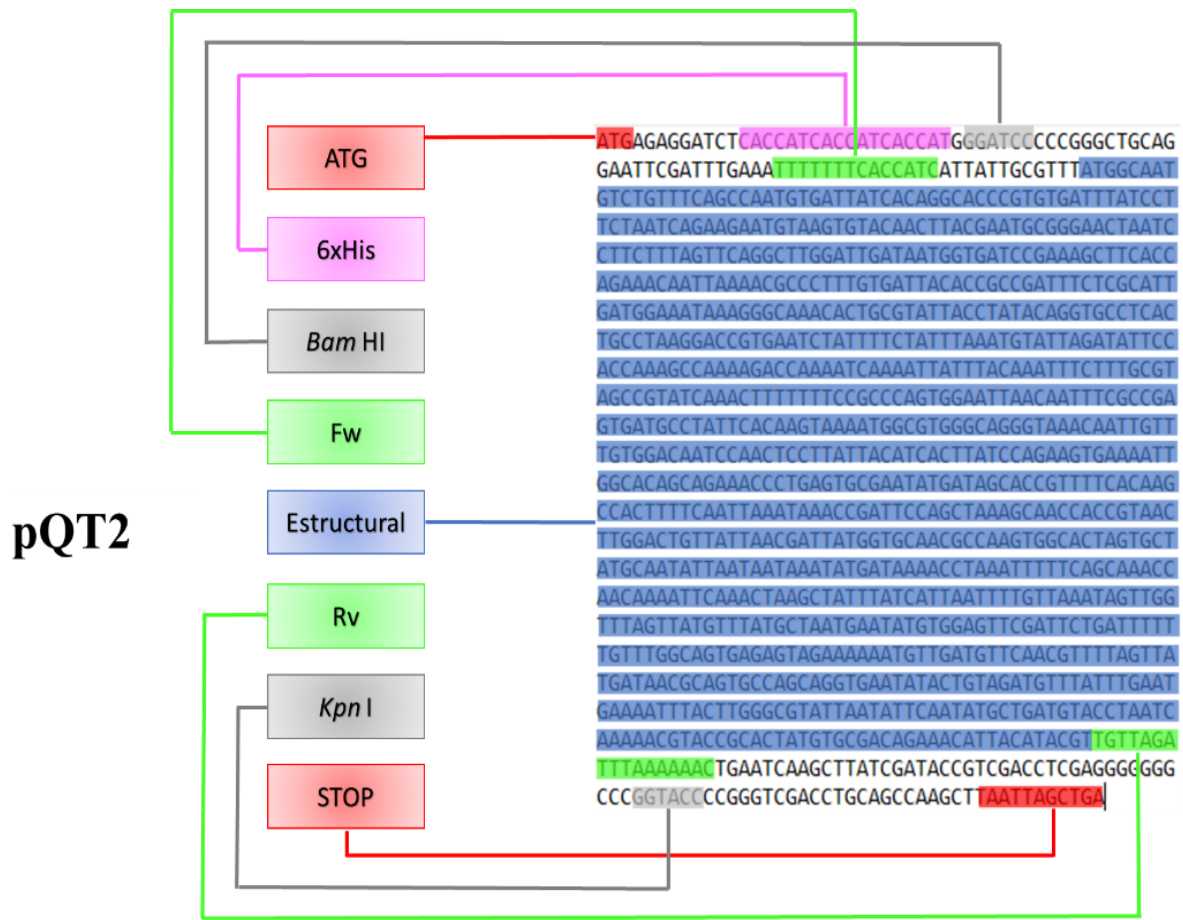 pQT2
ATG
6xHis
Bam HI
Fw
Estructural
Rv
Kpn I
STOP
ATGAGAGGATCTCACCATCACCATCACCATGGGATCCCCCGGGCTGCAG
GAATTCGATTTGAAATTTTTTTCACCATCATTATTGCGTTTATGGCAAT
GTCTGTTTCAGCCAATGTGATTATCACAGGCACCCGTGTGATTTATCCT
TCTAATCAGAAGAATGTAAGTGTACAACTTACGAATGCGGGAACTAATC
CTTCTTTAGTTCAGGCTTGGATTGATAATGGTGATCCGAAAGCTTCACC
AGAAACAATTAAAACGCCCTTTGTGATTACACCGCCGATTTCTCGCATT
GATGGAAATAAAGGGCAAACACTGCGTATTACCTATACAGGTGCCTCAC
TGCCTAAGGACCGTGAATCTATTTTCTATTTAAATGTATTAGATATTCC
ACCAAAGCCAAAAGACCAAAATCAAAATTATTTACAAATTTCTTTGCGT
AGCCGTATCAAACTTTTTTTCCGCCCAGTGGAATTAACAATTTCGCCGA
GTGATGCCTATTCACAAGTAAAATGGCGTGGGCAGGGTAAACAATTGTT
TGTGGACAATCCAACTCCTTATTACATCACTTATCCAGAAGTGAAAATT
GGCACAGCAGAAACCCTGAGTGCGAATATGATAGCACCGTTTTCACAAG
CCACTTTTCAATTAAATAAACCGATTCCAGCTAAAGCAACCACCGTAAC
TTGGACTGTTATTAACGATTATGGTGCAACGCCAAGTGGCACTAGTGCT
ATGCAATATTAATAATAAATATGATAAAACCTAAATTTTTCAGCAAACC
AACAAAATTCAAACTAAGCTATTTATCATTAATTTTGTTAAATAGTTGG
TTTAGTTATGTTTATGCTAATGAATATGTGGAGTTCGATTCTGATTTTT
TGTTTGGCAGTGAGAGTAGAAAAAATGTTGATGTTCAACGTTTTAGTTA
TGATAACGCAGTGCCAGCAGGTGAATATACTGTAGATGTTTATTTGAAT
GAAAATTTACTTGGGCGTATTAATATTCAATATGCTGATGTACCTAATC
AAAAACGTACCGCACTATGTGCGACAGAAACATTACATACGTTGTTAGA
TTTAAAAAACTGAATCAAGCTTATCGATACCGTCGACCTCGAGGGGGGG
CCCGGTACCCCGGGTCGACCTGCAGCCAAGCTTAATTAGCTGA